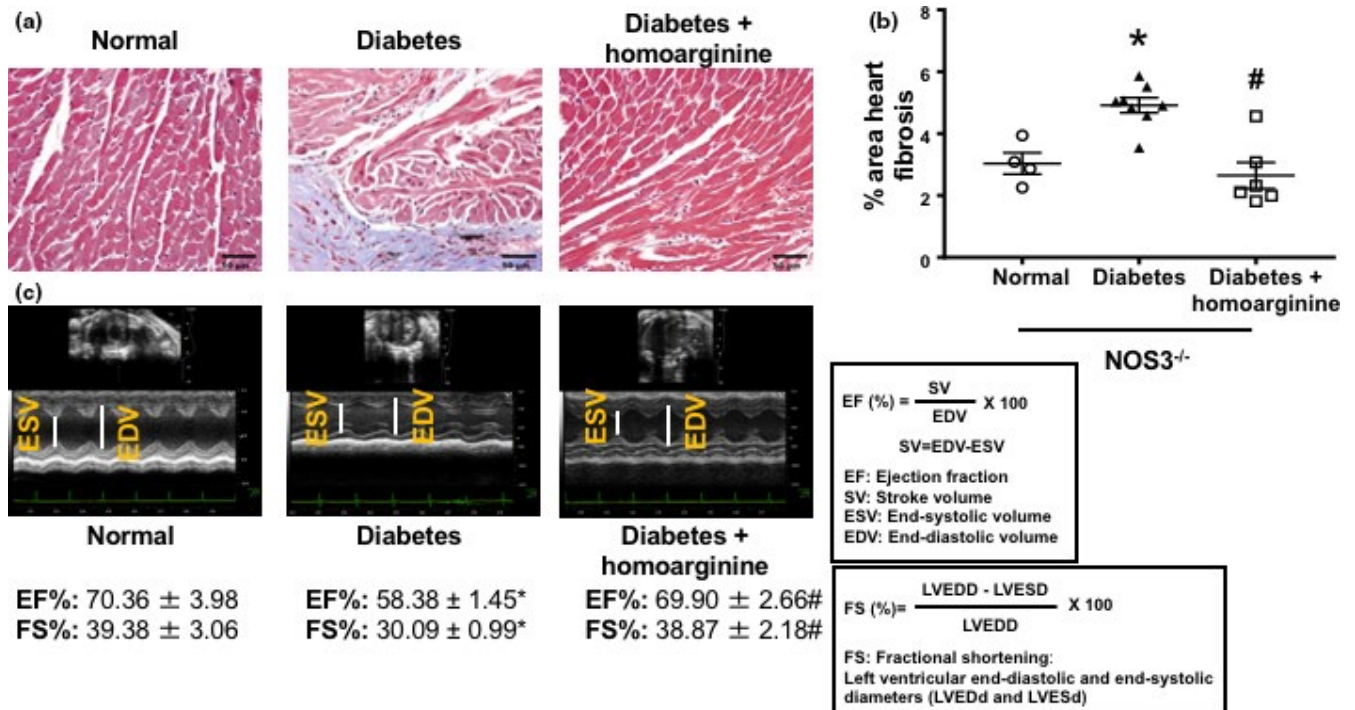 (a)
Normal
Diabetes
Diabetes +
homoarginine
50 µm
(b)
% area heart
fibrosis
8
6
4
2
0
*
#
Normal
Diabetes
Diabetes +
homoarginine
NOS3-/-
(c)
ESV
EDV
ESV
EDV
ESV
EDV
Normal
Diabetes
Diabetes +
homoarginine
EF%: 70.36 ± 3.98
FS%: 39.38 ± 3.06
EF%: 58.38 ± 1.45*
FS%: 30.09 ± 0.99*
EF%: 69.90 ± 2.66#
FS%: 38.87 ± 2.18#
EF (%) = SV / EDV X 100
SV=EDV-ESV
EF: Ejection fraction
SV: Stroke volume
ESV: End-systolic volume
EDV: End-diastolic volume
FS (%)= LVEDD - LVESD / LVEDD X 100
FS: Fractional shortening:
Left ventricular end-diastolic and end-systolic
diameters (LVEDd and LVESd)